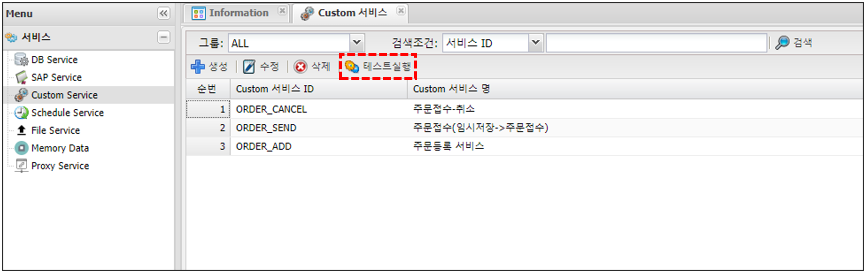 Menu
서비스
DB Service
SAP Service
Custom Service
Schedule Service
File Service
Memory Data
Proxy Service
Information
Custom 서비스
그룹: ALL 검색조건: 서비스 ID 검색
생성 수정 삭제 테스트실행
순번 Custom 서비스 ID Custom 서비스 명
1 ORDER_CANCEL 주문접수-취소
2 ORDER_SEND 주문접수(임시저장->주문접수)
3 ORDER_ADD 주문등록 서비스